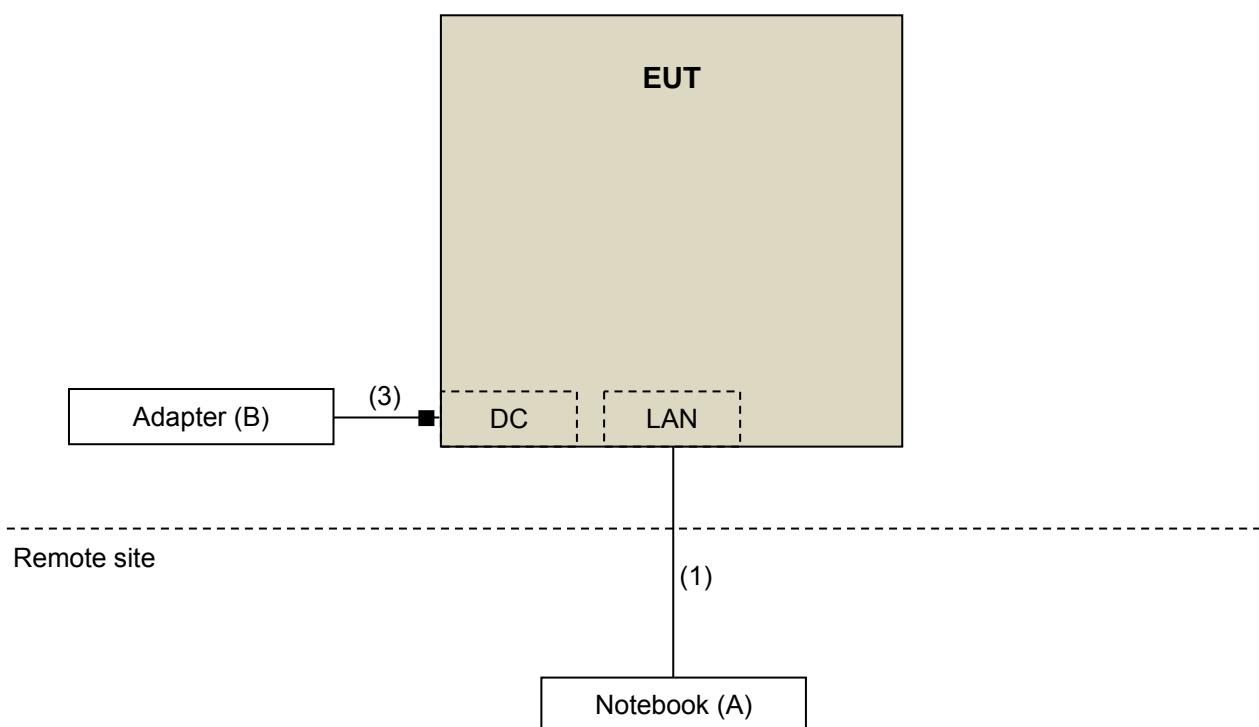 EUT
(3)
Adapter (B)
DC
LAN
Remote site
(1)
Notebook (A)